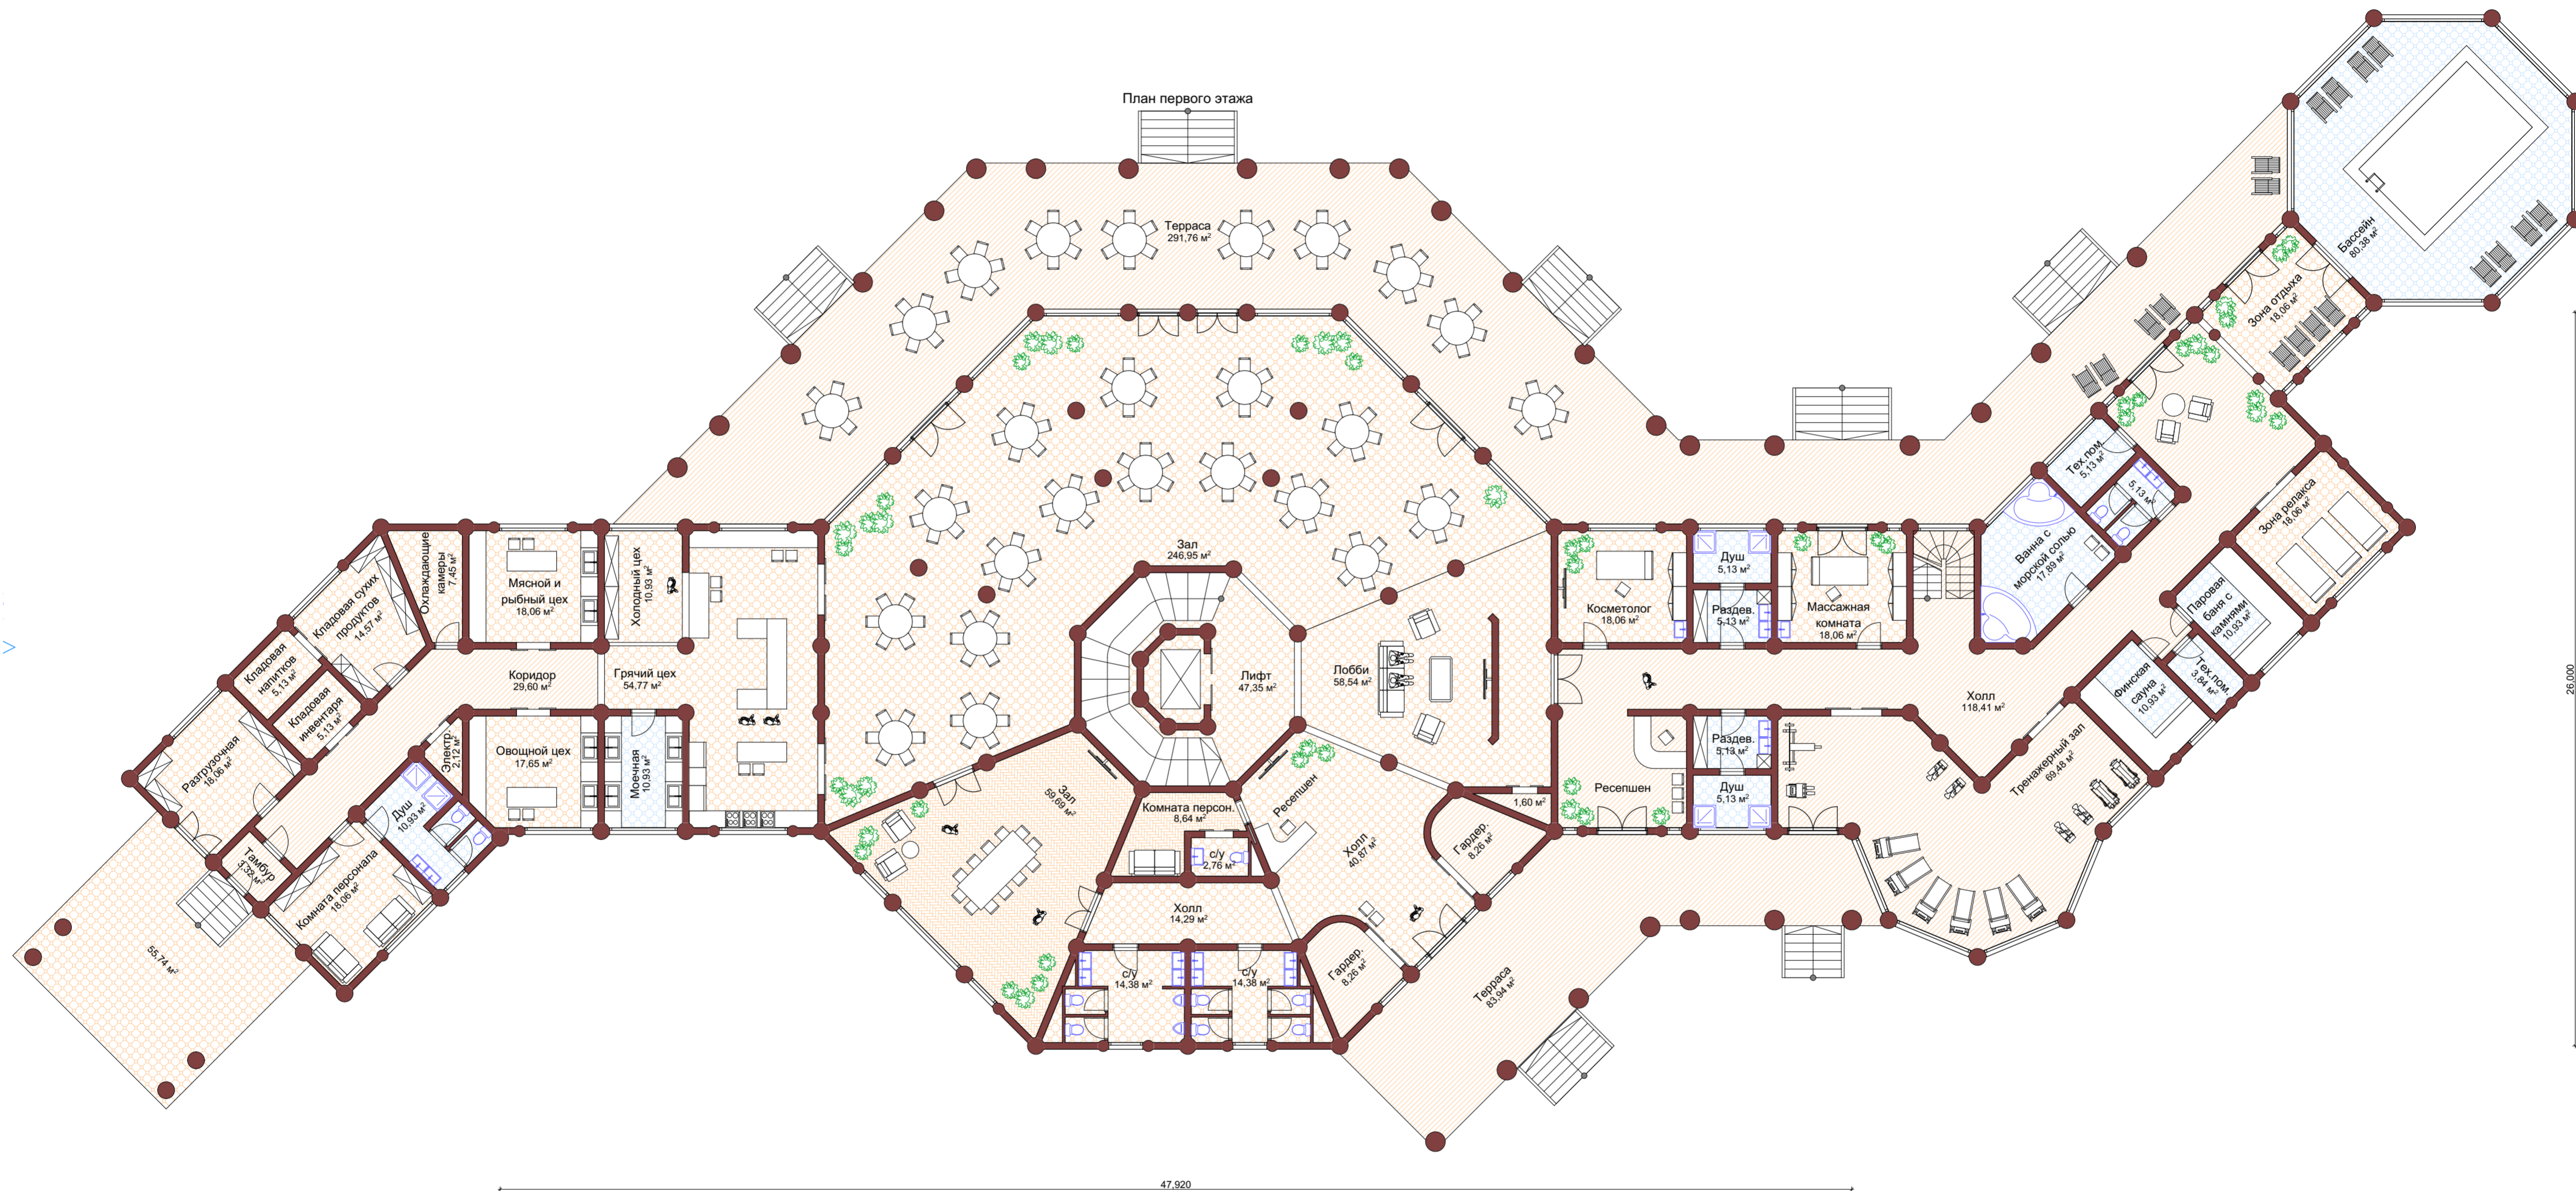 План первого этажа
Терраса
291,76 м²
Бассейн
80,38 м²
Зона отдыха
18,06 м²
Тех.пом.
5,13 м²
5,13 м²
Зона релакса
18,06 м²
Ванна с
морской солью
17,89 м²
Паровая
баня с
камнями
10,93 м²
Тех.пом.
3,84 м²
Финская
сауна
10,93 м²
Охлаждающие
камеры
7,45 м²
Мясной и
рыбный цех
18,06 м²
Холодный цех
10,93 м²
Кладовая сухих
продуктов
14,57 м²
Кладовая
напитков
5,13 м²
Кладовая
инвентаря
5,13 м²
Коридор
29,60 м²
Грячий цех
54,77 м²
Зал
246,95 м²
Лифт
47,35 м²
Лобби
58,54 м²
Косметолог
18,06 м²
Душ
5,13 м²
Раздев.
5,13 м²
Массажная
комната
18,06 м²
Холл
118,41 м²
Тренажерный зал
69,48 м²
Разгрузочная
18,06 м²
Электр.
2,12 м²
Овощной цех
17,65 м²
Моечная
10,93 м²
Душ
10,93 м²
Тамбур
3,32 м²
Комната персонала
18,06 м²
55,74 м²
Зал
59,69 м²
Комната персон.
8,64 м²
с/у
2,76 м²
Ресепшен
Холл
40,87 м²
1,60 м²
Гардер.
8,26 м²
Ресепшен
Раздев.
5,13 м²
Душ
5,13 м²
Холл
14,29 м²
с/у
14,38 м²
с/у
14,38 м²
Гардер.
8,26 м²
Терраса
83,94 м²
26,000
47,920